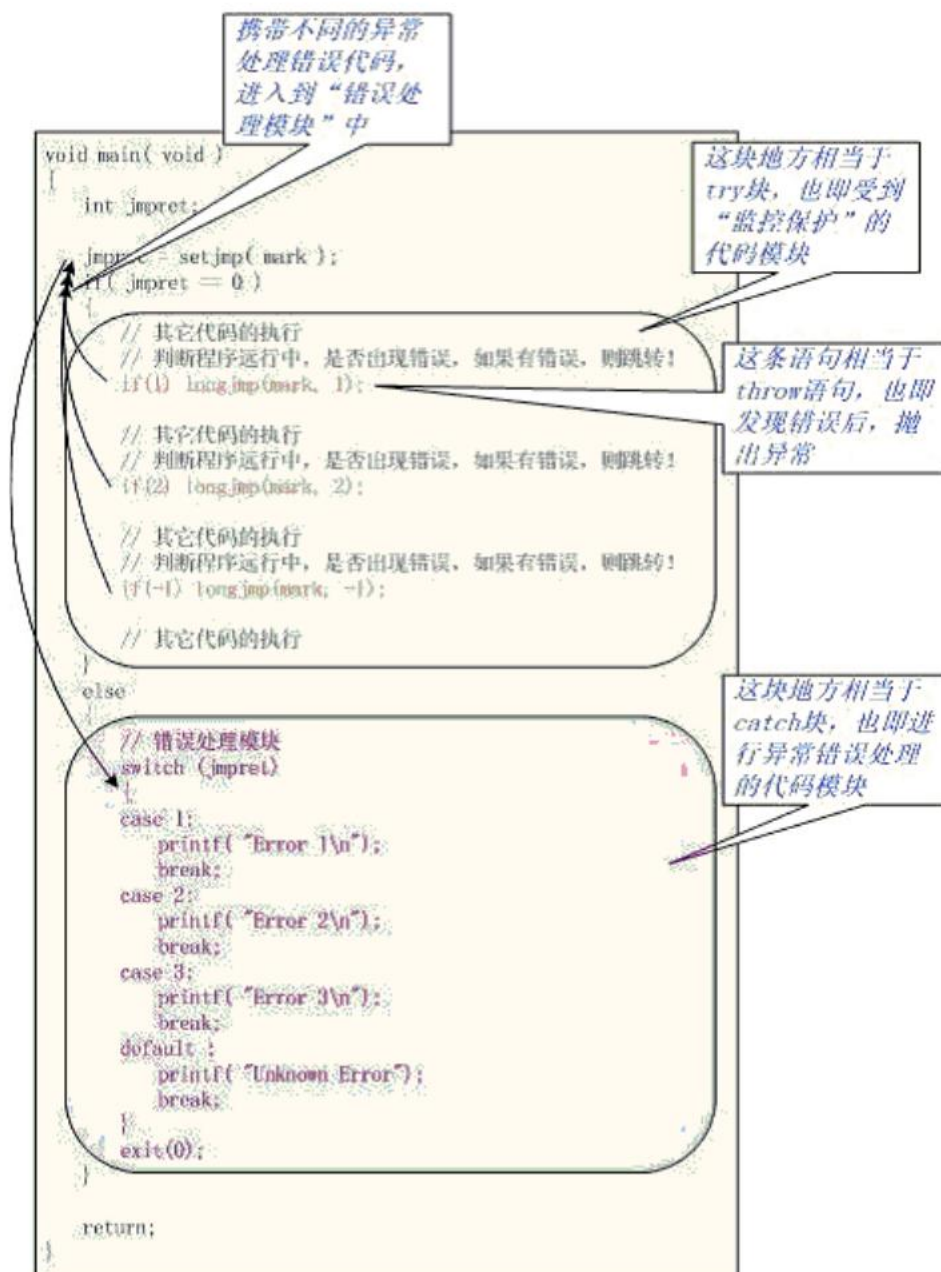 携带不同的异常
处理错误代码，
进入到“错误处
理模块”中
void main( void )
{
int jmpret;
jmpret = setjmp( mark );
if( jmpret == 0 )
{
// 其它代码的执行
// 判断程序运行中，是否出现错误，如果有错误，则跳转！
if(1) longjmp(mark, 1);
// 其它代码的执行
// 判断程序远行中，是否出现错误，如果有错误，则跳转！
if(2) longjmp(mark, 2);
// 其它代码的执行
// 判断程序远行中，是否出现错误，如果有错误，则跳转！
if(-1) longjmp(mark, -1);
// 其它代码的执行
}
else
{
// 错误处理模块
switch (jmpret)
{
case 1:
printf( "Error 1\n");
break;
case 2:
printf( "Error 2\n");
break;
case 3:
printf( "Error 3\n");
break;
default :
printf( "Unknown Error");
break;
}
exit(0);
}
return;
}
这块地方相当于
try块，也即受到
“监控保护”的
代码模块
这条语句相当于
throw语句，也即
发现错误后，抛
出异常
这块地方相当于
catch块，也即进
行异常错误处理
的代码模块